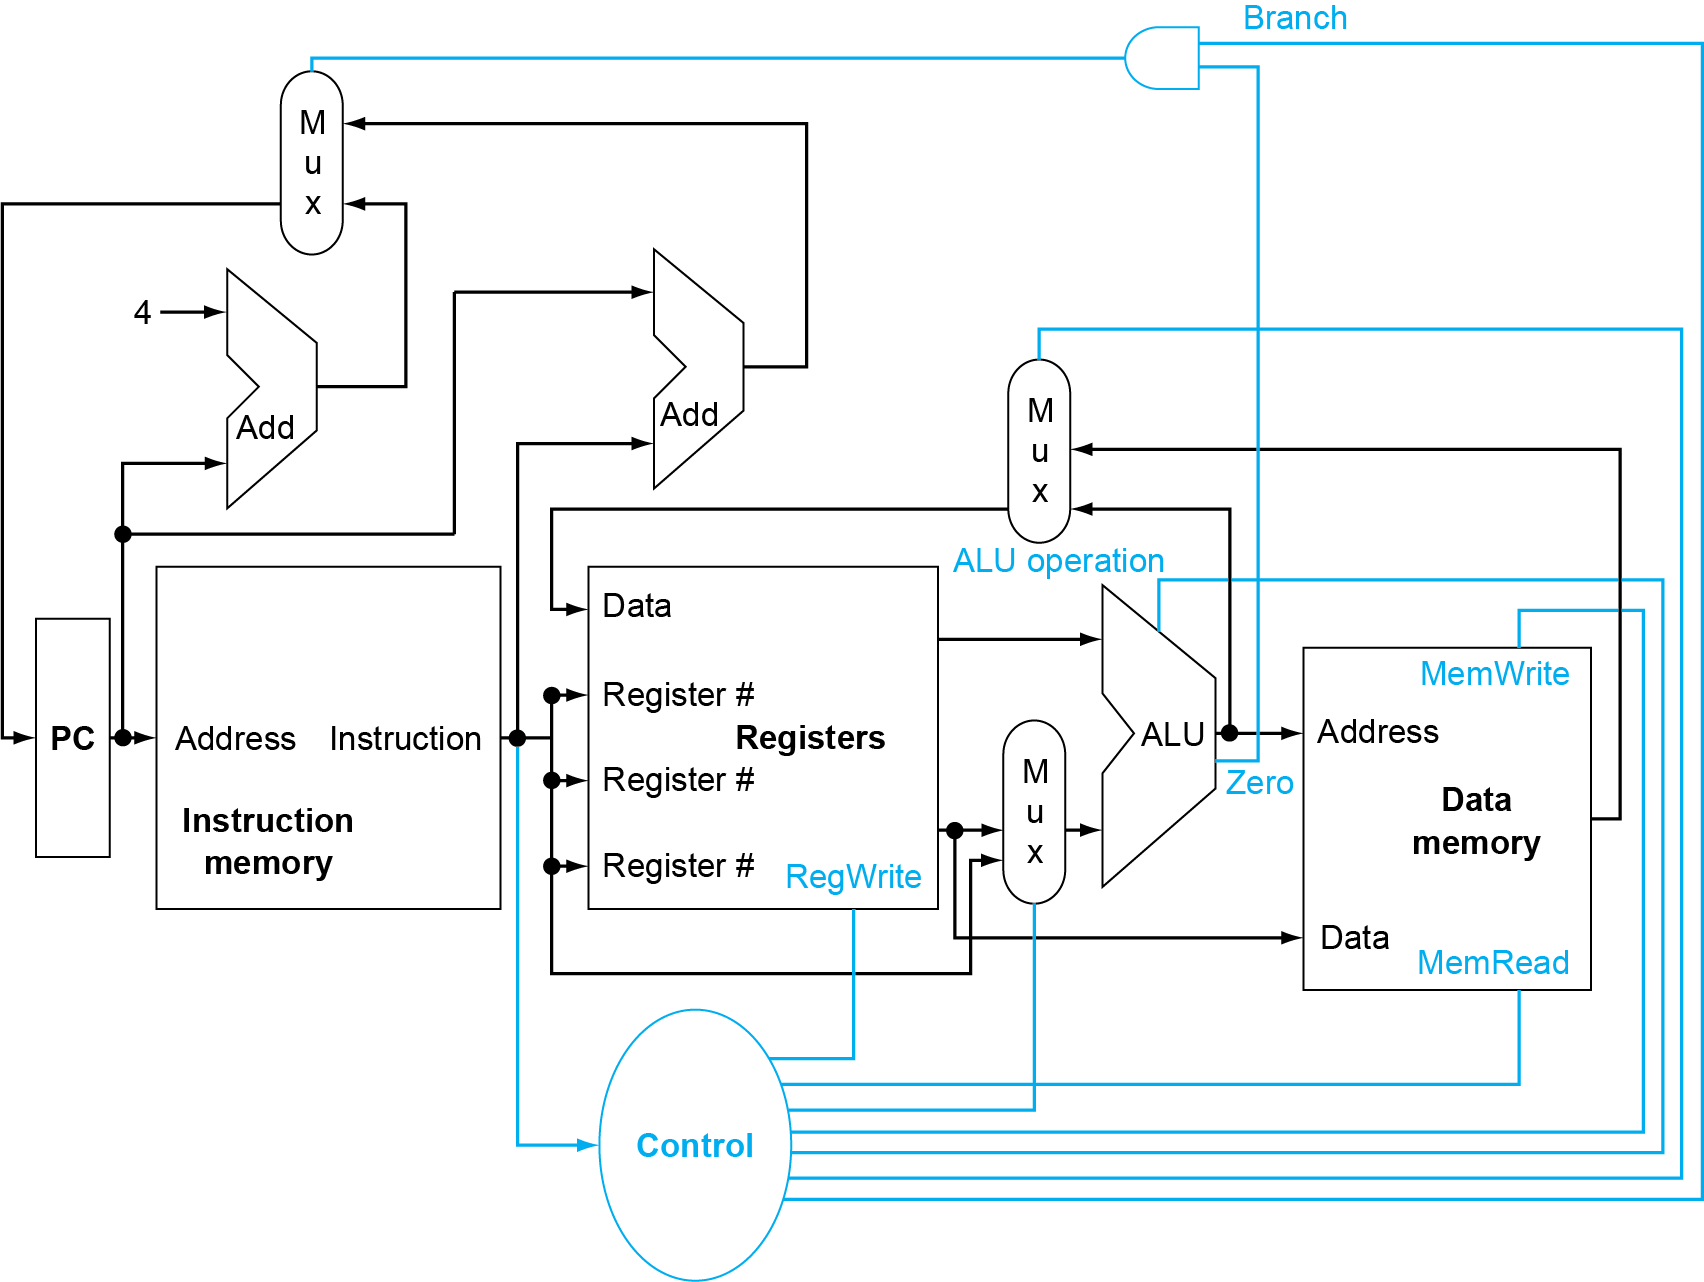 Branch
M
u
x
4
Add
Add
M
u
x
ALU operation
Data
MemWrite
Register #
PC
Address
Instruction
Registers
ALU
Address
Register #
M
u
x
Zero
Instruction
memory
Data
memory
Register #
RegWrite
Data
MemRead
Control